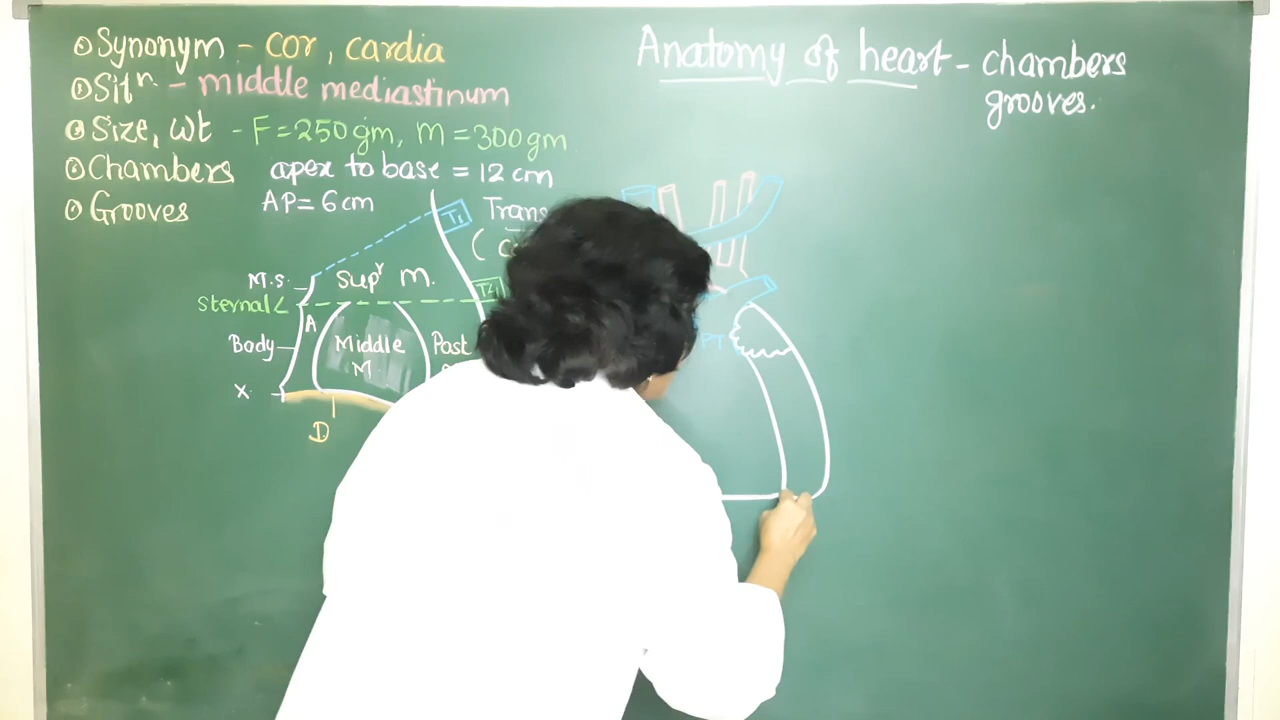 Synonym - cor, cardia
Sitⁿ - middle mediastinum
Size, wt - F = 250 gm, M = 300 gm
Chambers apex to base = 12 cm
Grooves AP = 6 cm
Trans
Anatomy of heart - chambers
grooves.
T1
M.S.
Supʳ M.
Sternal ∠
A
Body
Middle
M.
Post
X
D
PT